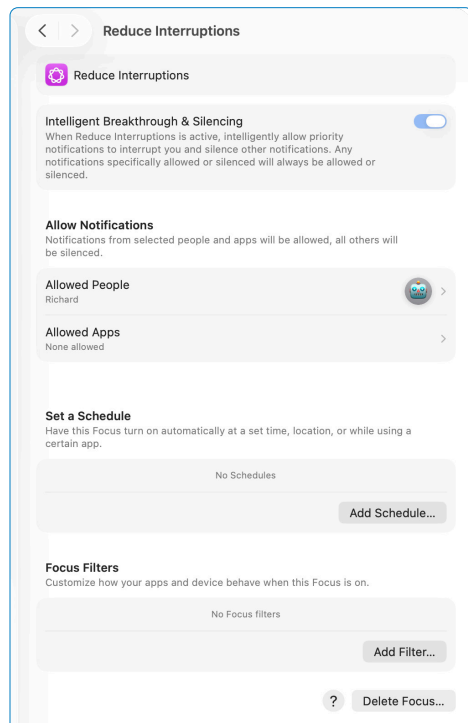 Reduce Interruptions
Reduce Interruptions
Intelligent Breakthrough & Silencing
When Reduce Interruptions is active, intelligently allow priority
notifications to interrupt you and silence other notifications. Any
notifications specifically allowed or silenced will always be allowed or
silenced.
Allow Notifications
Notifications from selected people and apps will be allowed, all others will
be silenced.
Allowed People
Richard
Allowed Apps
None allowed
Set a Schedule
Have this Focus turn on automatically at a set time, location, or while using a
certain app.
No Schedules
Add Schedule...
Focus Filters
Customize how your apps and device behave when this Focus is on.
No Focus filters
Add Filter...
? Delete Focus...